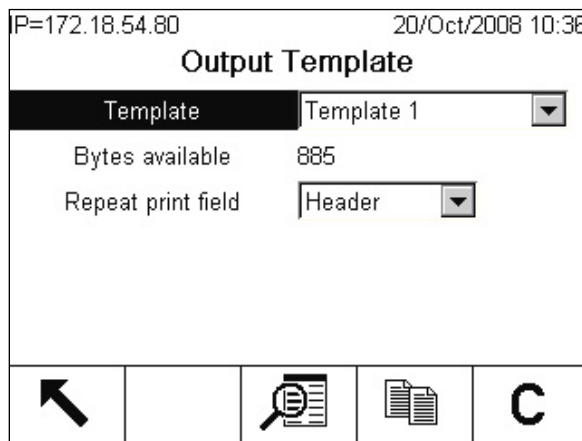 IP=172.18.54.80 20/Oct/2008 10:36
Output Template
Template Template 1
Bytes available 885
Repeat print field Header
C